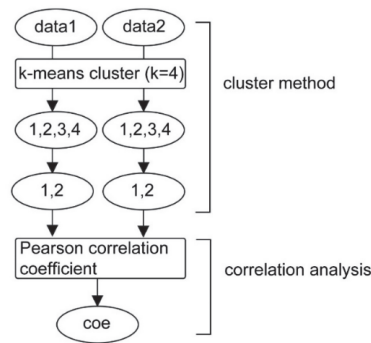 data1 data2
k-means cluster (k=4)
cluster method
1,2,3,4 1,2,3,4
1,2 1,2
Pearson correlation
coefficient
correlation analysis
coe